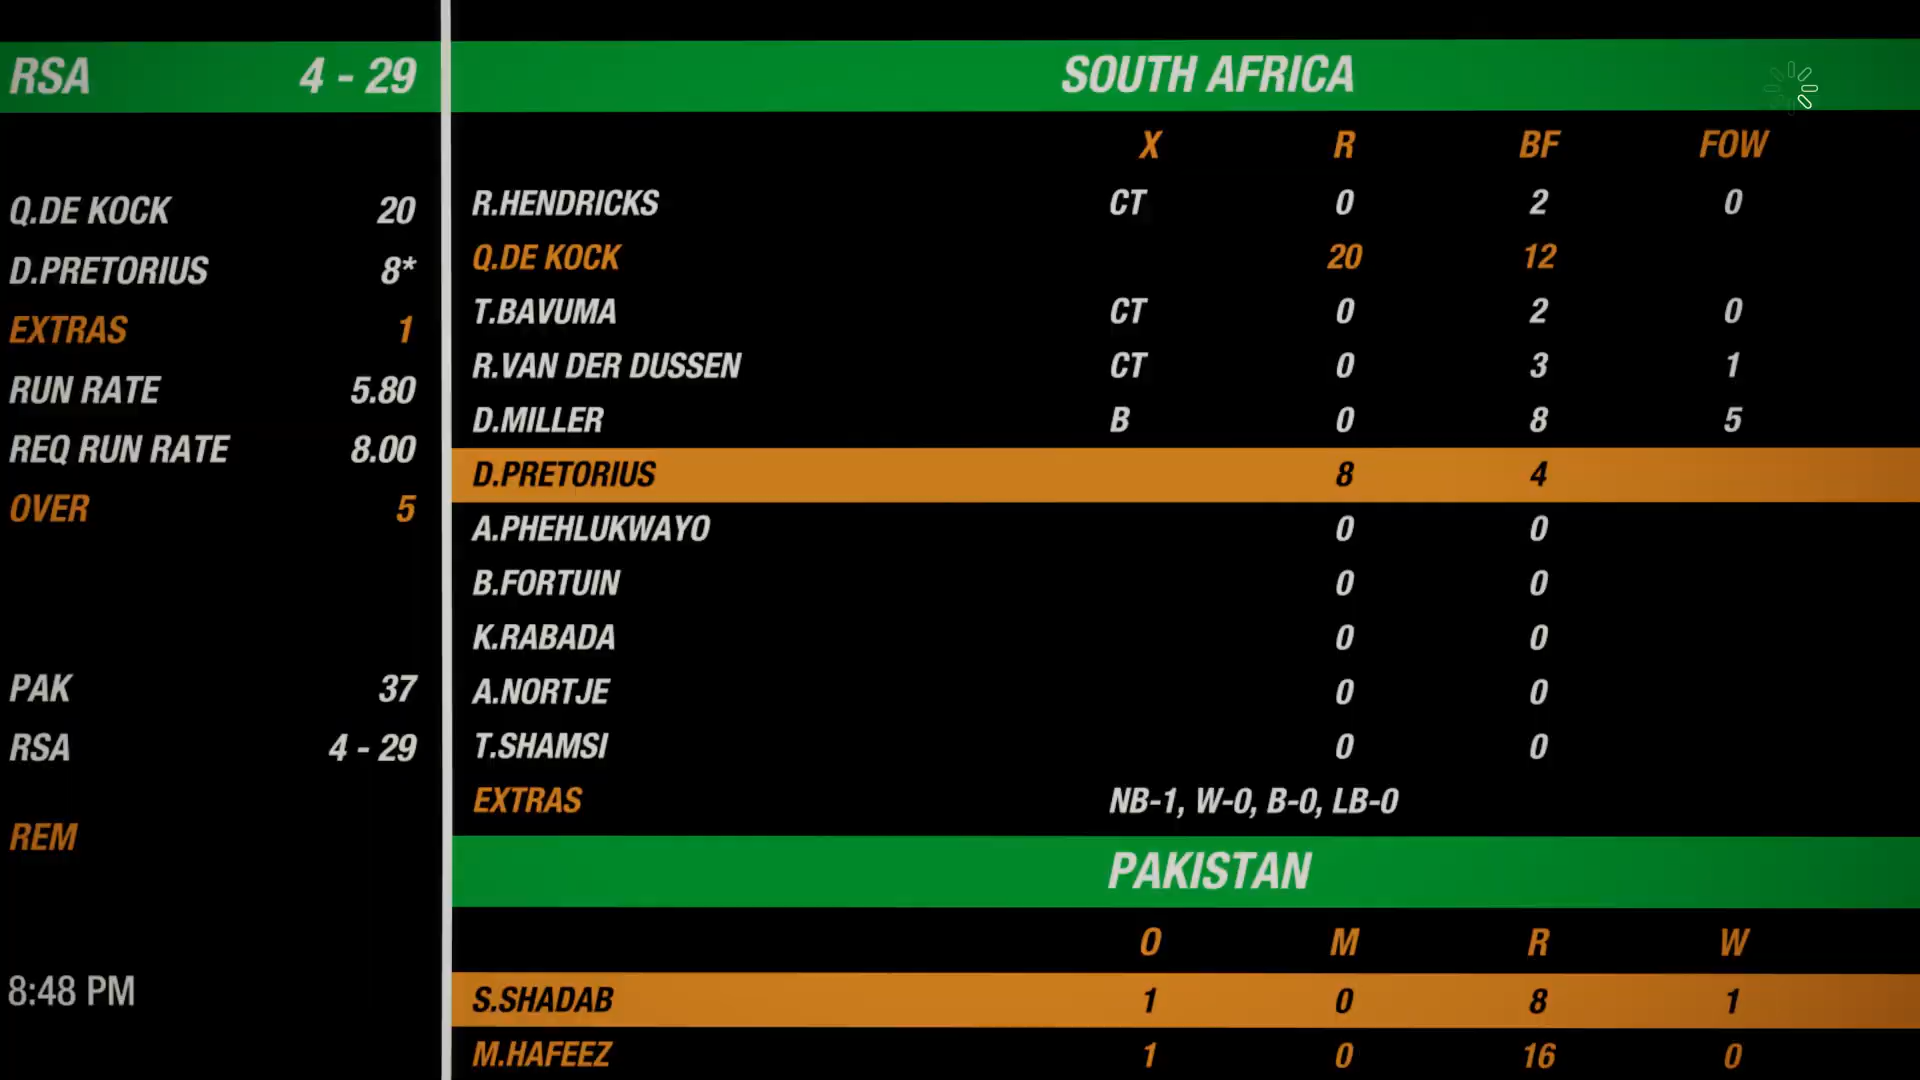 RSA 4 - 29
Q.DE KOCK 20
D.PRETORIUS 8*
EXTRAS 1
RUN RATE 5.80
REQ RUN RATE 8.00
OVER 5
PAK 37
RSA 4 - 29
REM
8:48 PM
SOUTH AFRICA
X R BF FOW
R.HENDRICKS CT 0 2 0
Q.DE KOCK 20 12
T.BAVUMA CT 0 2 0
R.VAN DER DUSSEN CT 0 3 1
D.MILLER B 0 8 5
D.PRETORIUS 8 4
A.PHEHLUKWAYO 0 0
B.FORTUIN 0 0
K.RABADA 0 0
A.NORTJE 0 0
T.SHAMSI 0 0
EXTRAS NB-1, W-0, B-0, LB-0
PAKISTAN
O M R W
S.SHADAB 1 0 8 1
M.HAFEEZ 1 0 16 0